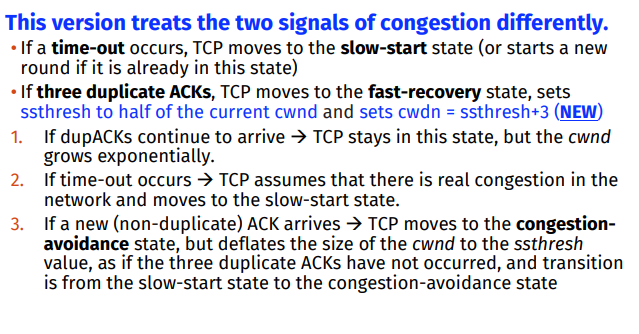 This version treats the two signals of congestion differently.
• If a time-out occurs, TCP moves to the slow-start state (or starts a new
round if it is already in this state)
• If three duplicate ACKs, TCP moves to the fast-recovery state, sets
ssthresh to half of the current cwnd and sets cwdn = ssthresh+3 (NEW)
1. If dupACKs continue to arrive → TCP stays in this state, but the cwnd
grows exponentially.
2. If time-out occurs → TCP assumes that there is real congestion in the
network and moves to the slow-start state.
3. If a new (non-duplicate) ACK arrives → TCP moves to the congestion-
avoidance state, but deflates the size of the cwnd to the ssthresh
value, as if the three duplicate ACKs have not occurred, and transition
is from the slow-start state to the congestion-avoidance state